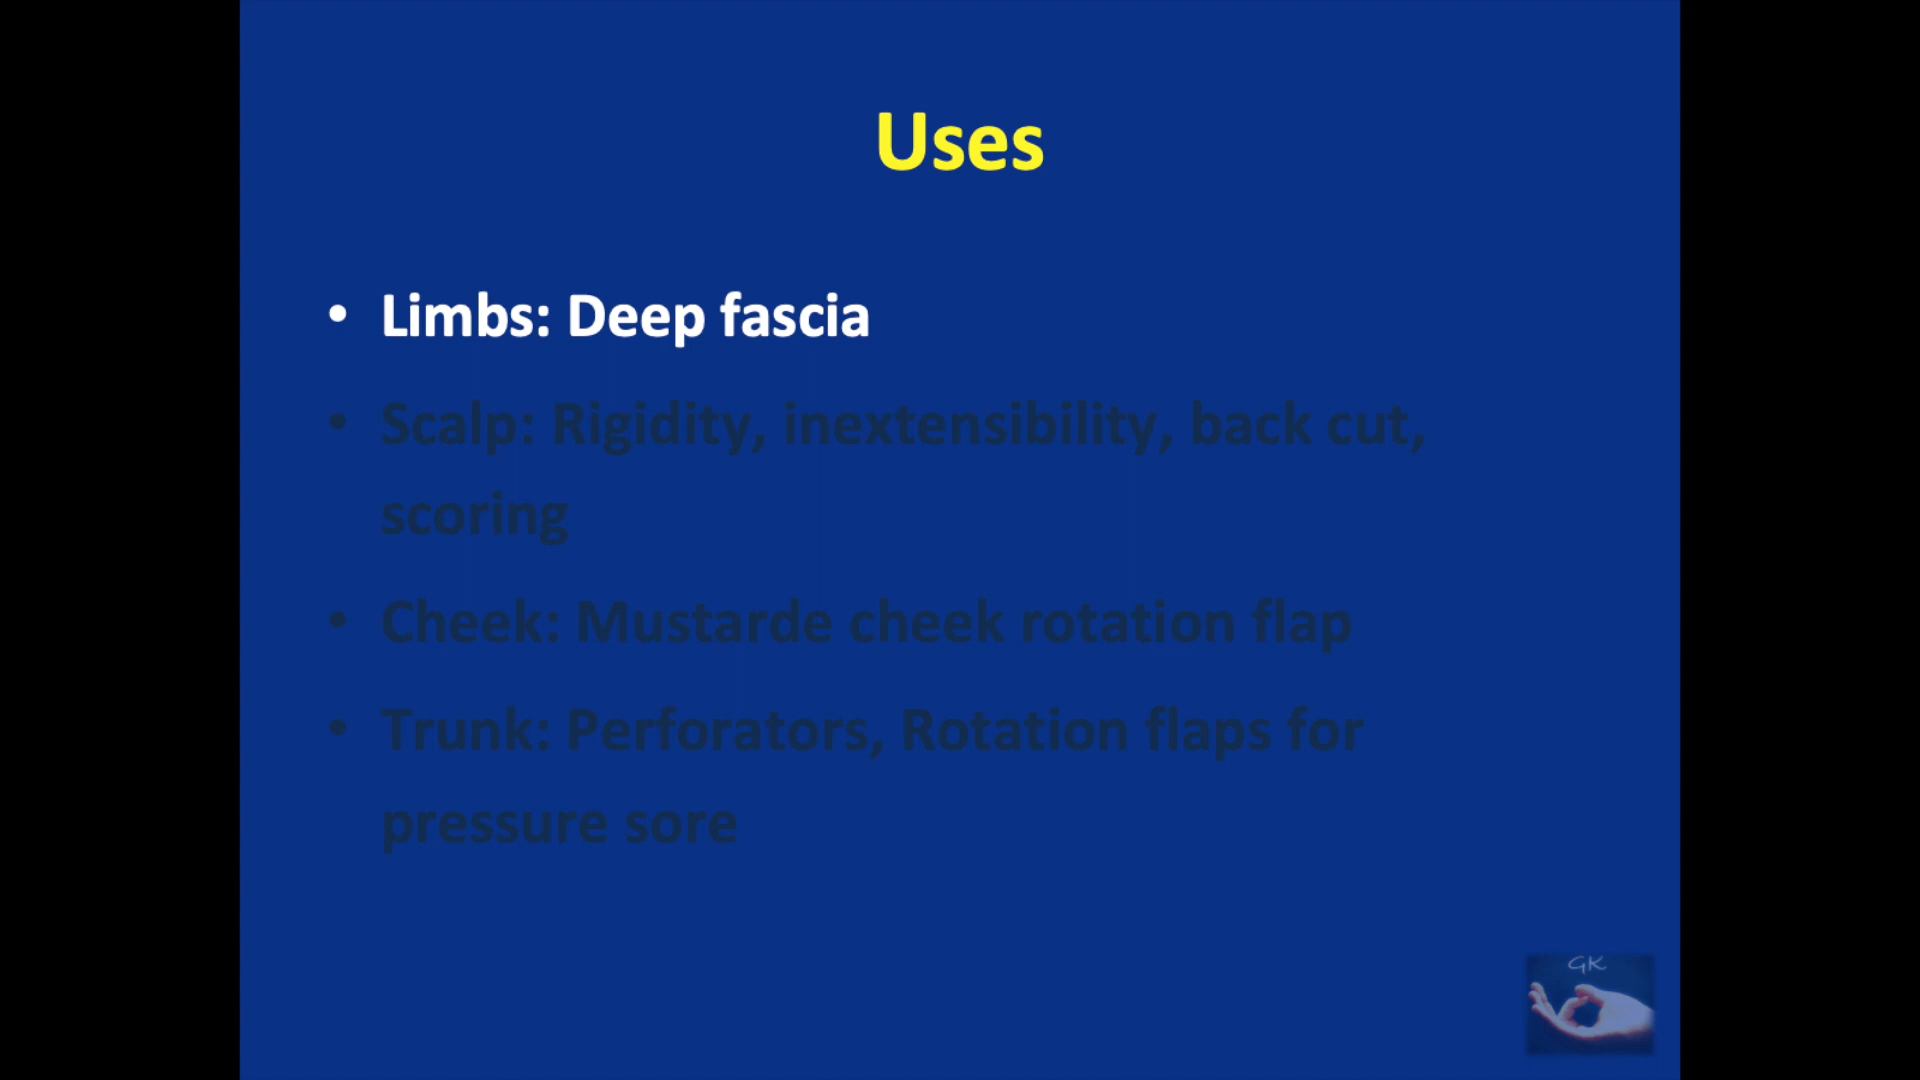 Uses
• Limbs: Deep fascia
• Scalp: Rigidity, inextensibility, back cut,
scoring
• Cheek: Mustarde cheek rotation flap
• Trunk: Perforators, Rotation flaps for
pressure sore
GK